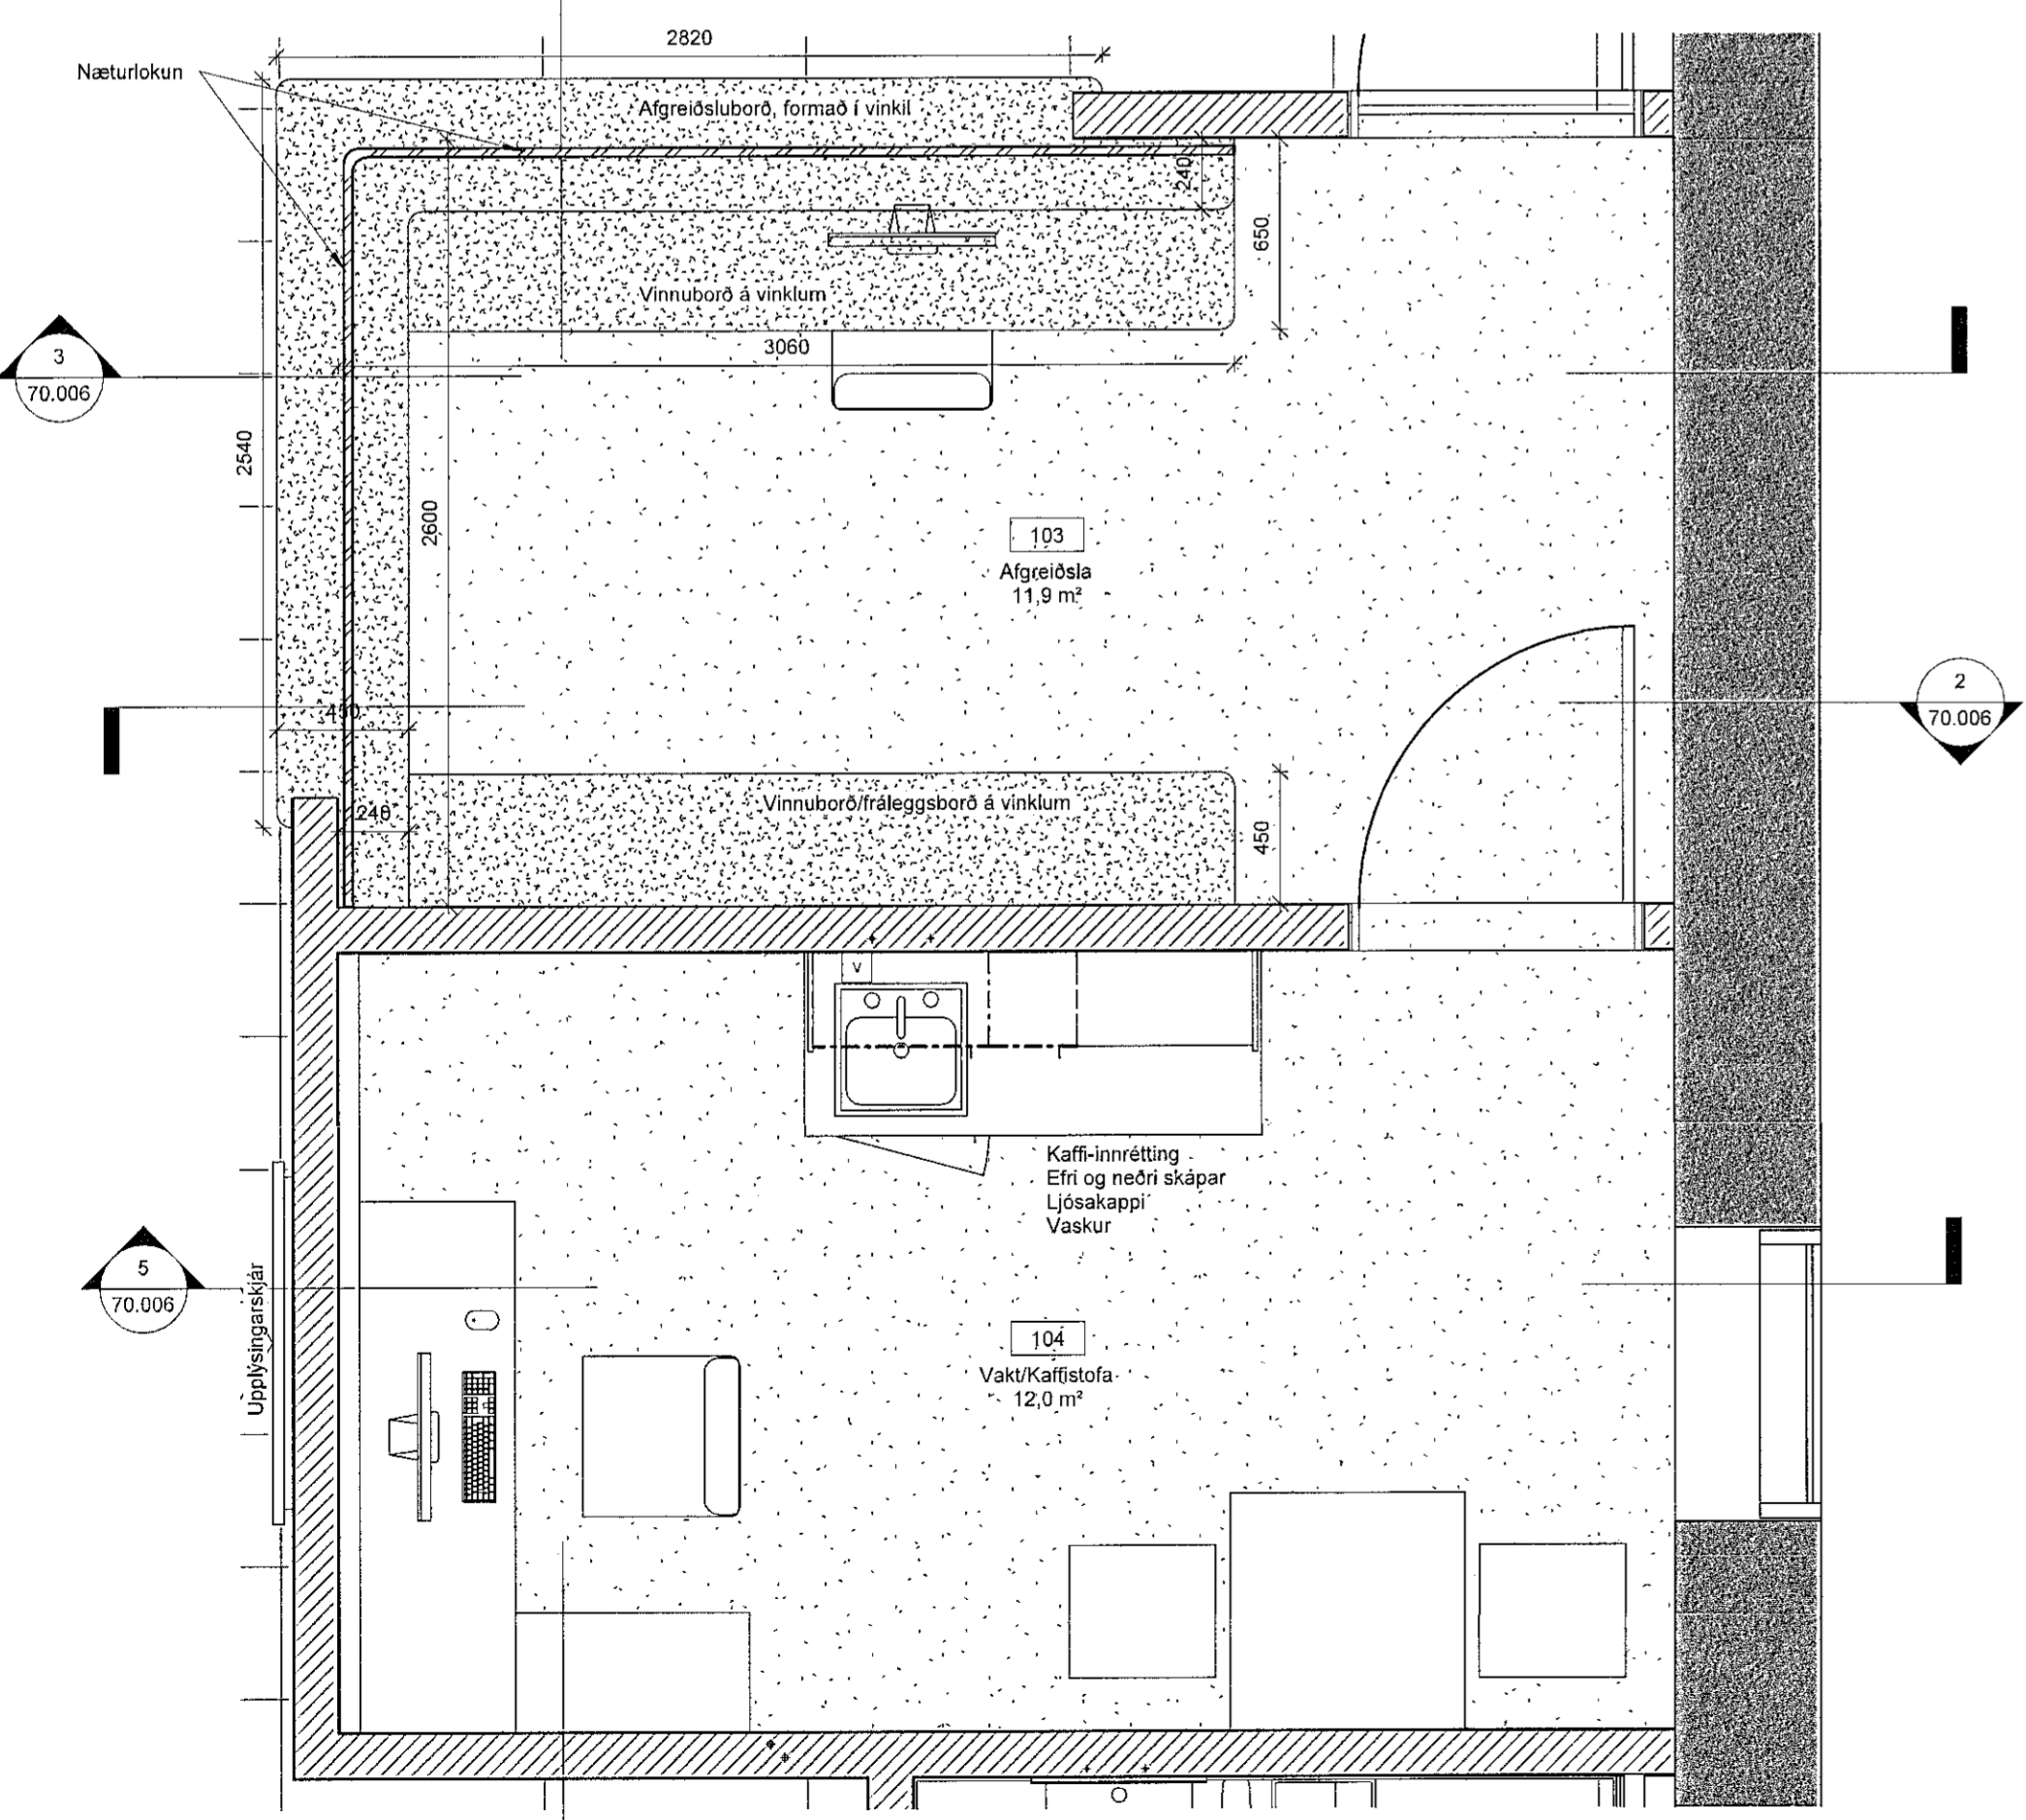 2820
Næturlokun
Afgreiðsluborð, formað í vinkil
240
650
Vinnuborð á vinklum
3060
3
70.006
2540
2600
103
Afgreiðsla
11,9 m²
2
70.006
450
240
Vinnuborð/fráleggsborð á vinklum
450
V
Kaffi-innrétting
Efri og neðri skápar
Ljósakappi
Vaskur
5
70.006
Upplýsingarskjár
104
Vakt/Kaffistofa
12,0 m²